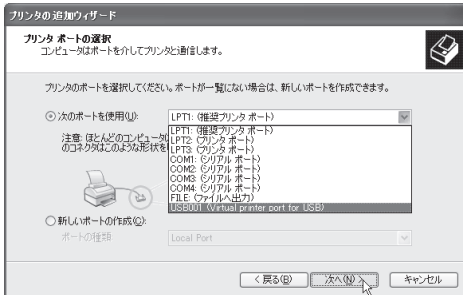 プリンタの追加ウィザード
プリンタ ポートの選択
コンピュータはポートを介してプリンタと通信します。
プリンタのポートを選択してください。ポートが一覧にない場合は、新しいポートを作成できます。
次のポートを使用(U):
LPT1: (推奨プリンタ ポート)
注意: ほとんどのコンピュータ
のコネクタはこのような形状を
LPT1: (推奨プリンタ ポート)
LPT2: (プリンタ ポート)
LPT3: (プリンタ ポート)
COM1: (シリアル ポート)
COM2: (シリアル ポート)
COM3: (シリアル ポート)
COM4: (シリアル ポート)
FILE: (ファイルへ出力)
USB001 (Virtual printer port for USB)
新しいポートの作成(C):
ポートの種類
Local Port
< 戻る(B)
次へ(N) >
キャンセル